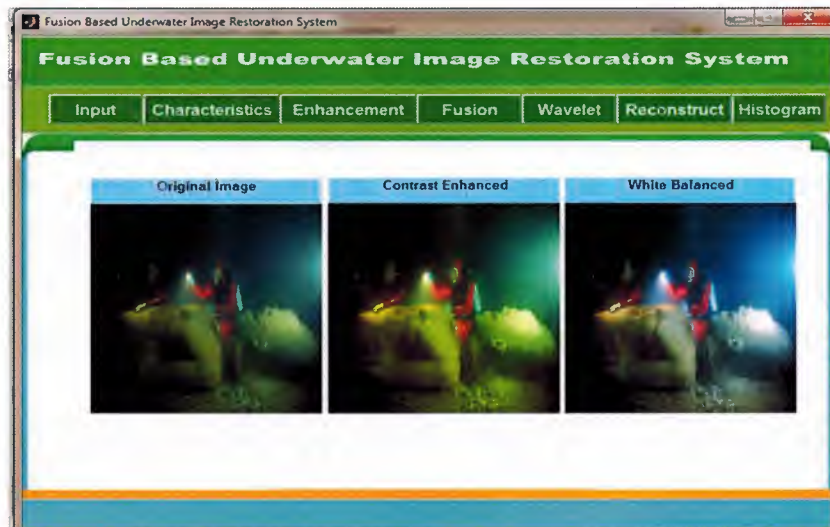 Fusion Based Underwater Image Restoration System
Fusion Based Underwater Image Restoration System
Input Characteristics Enhancement Fusion Wavelet Reconstruct Histogram
Original Image Contrast Enhanced White Balanced